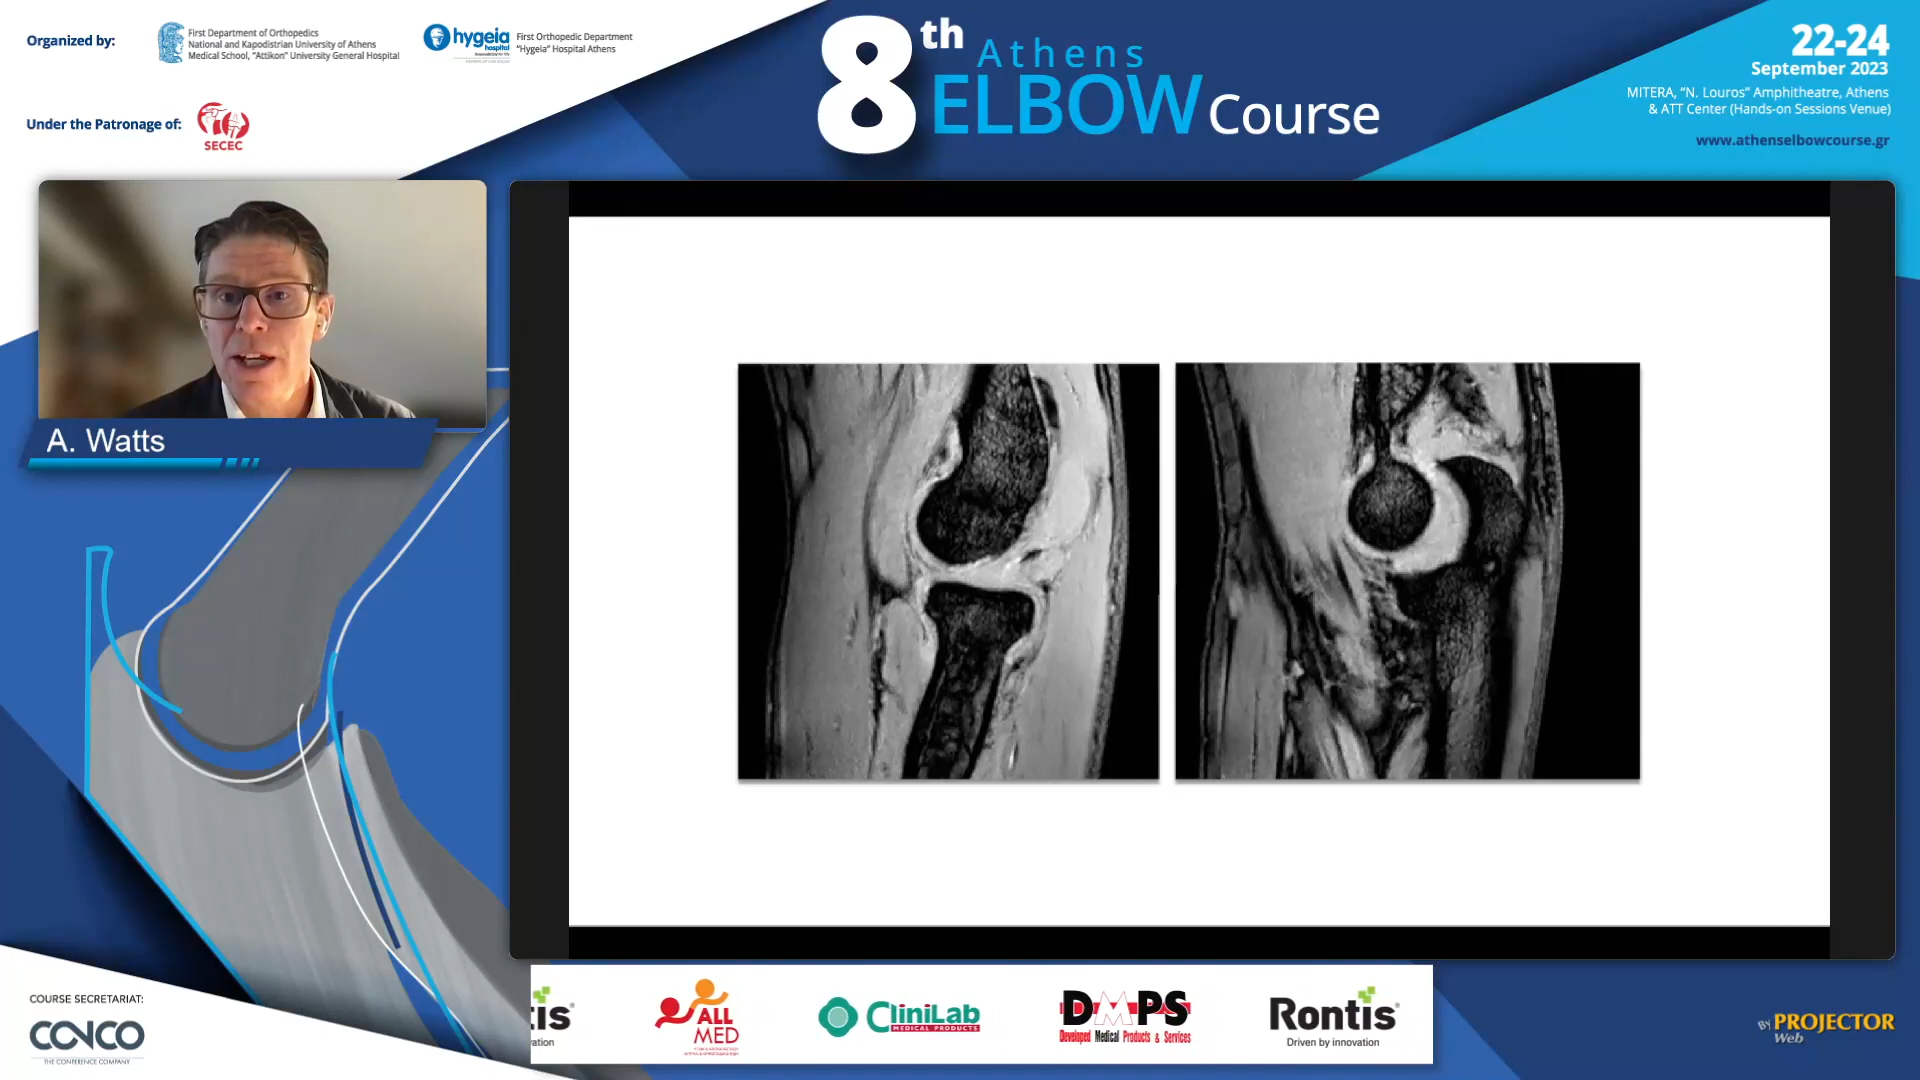 Organized by:
First Department of Orthopedics
National and Kapodistrian University of Athens
Medical School, "Attikon" University General Hospital
hygeia
hospital
First Orthopedic Department
"Hygeia" Hospital Athens
Under the Patronage of:
SECEC
8th Athens
ELBOW Course
22-24
September 2023
MITERA, "N. Louros" Amphitheatre, Athens
& ATT Center (Hands-on Sessions Venue)
www.athenselbowcourse.gr
A. Watts
COURSE SECRETARIAT:
CONCO
THE CONFERENCE COMPANY
tis
ation
ALL
MED
CliniLab
MEDICAL PRODUCTS
DMPS
Developed Medical Products & Services
Rontis
Driven by innovation
BY PROJECTOR
Web